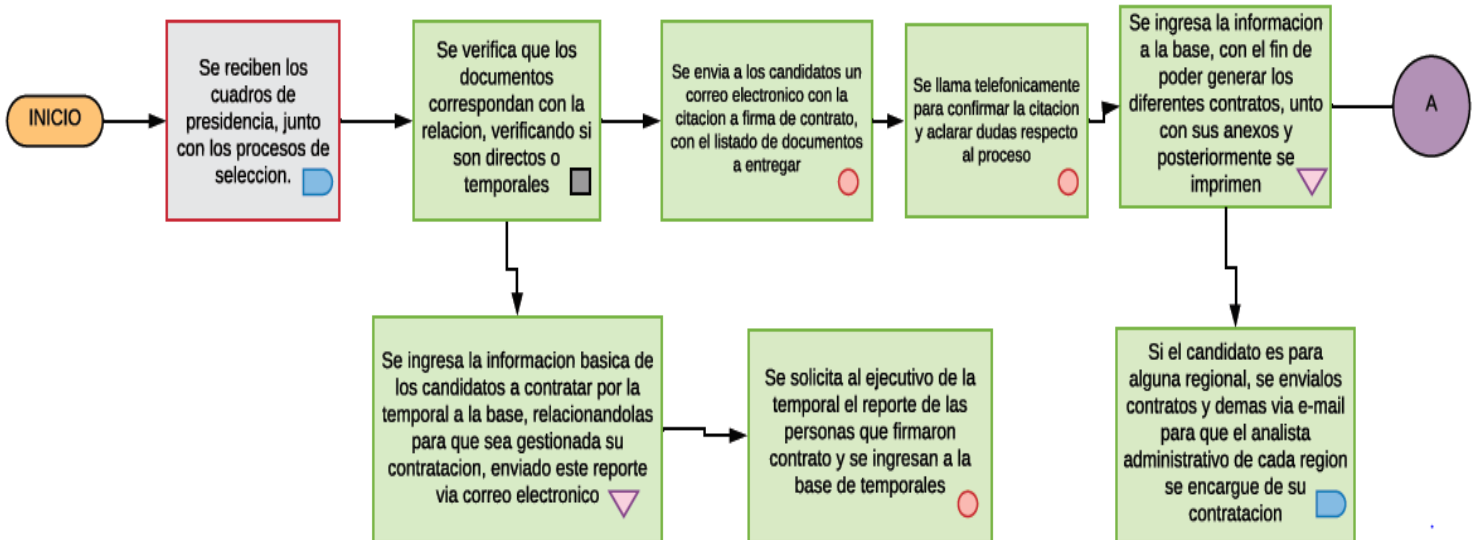 INICIO
Se reciben los
cuadros de
presidencia, junto
con los procesos de
seleccion.
Se verifica que los
documentos
correspondan con la
relacion, verificando si
son directos o
temporales
Se envia a los candidatos un
correo electronico con la
citacion a firma de contrato,
con el listado de documentos
a entregar
Se llama telefonicamente
para confirmar la citacion
y aclarar dudas respecto
al proceso
Se ingresa la informacion
a la base, con el fin de
poder generar los
diferentes contratos, unto
con sus anexos y
posteriormente se
imprimen
A
Se ingresa la informacion basica de
los candidatos a contratar por la
temporal a la base, relacionandolas
para que sea gestionada su
contratacion, enviado este reporte
via correo electronico
Se solicita al ejecutivo de la
temporal el reporte de las
personas que firmaron
contrato y se ingresan a la
base de temporales
Si el candidato es para
alguna regional, se envialos
contratos y demas via e-mail
para que el analista
administrativo de cada region
se encargue de su
contratacion